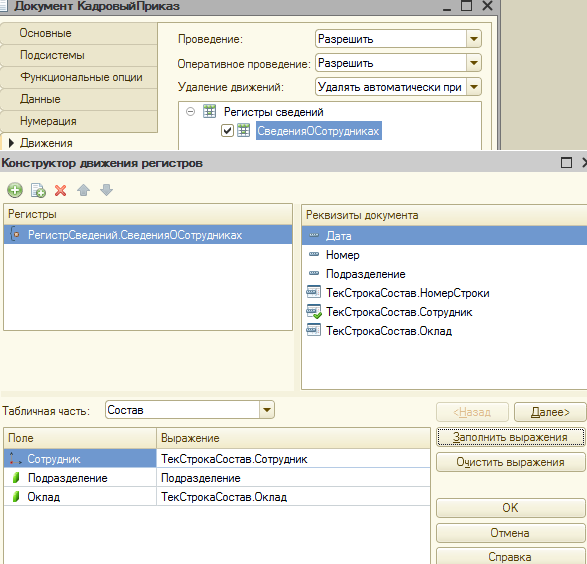 Документ КадровыйПриказ
Основные
Подсистемы
Функциональные опции
Данные
Нумерация
Движения
Проведение: Разрешить
Оперативное проведение: Разрешить
Удаление движений: Удалять автоматически при
Регистры сведений
СведенияОСотрудниках
Конструктор движения регистров
Регистры
РегистрСведений.СведенияОСотрудниках
Реквизиты документа
Дата
Номер
Подразделение
ТекСтрокаСостав.НомерСтроки
ТекСтрокаСостав.Сотрудник
ТекСтрокаСостав.Оклад
Табличная часть: Состав
<Назад Далее>
Поле Выражение
Сотрудник ТекСтрокаСостав.Сотрудник
Подразделение Подразделение
Оклад ТекСтрокаСостав.Оклад
Заполнить выражения
Очистить выражения
OK
Отмена
Справка